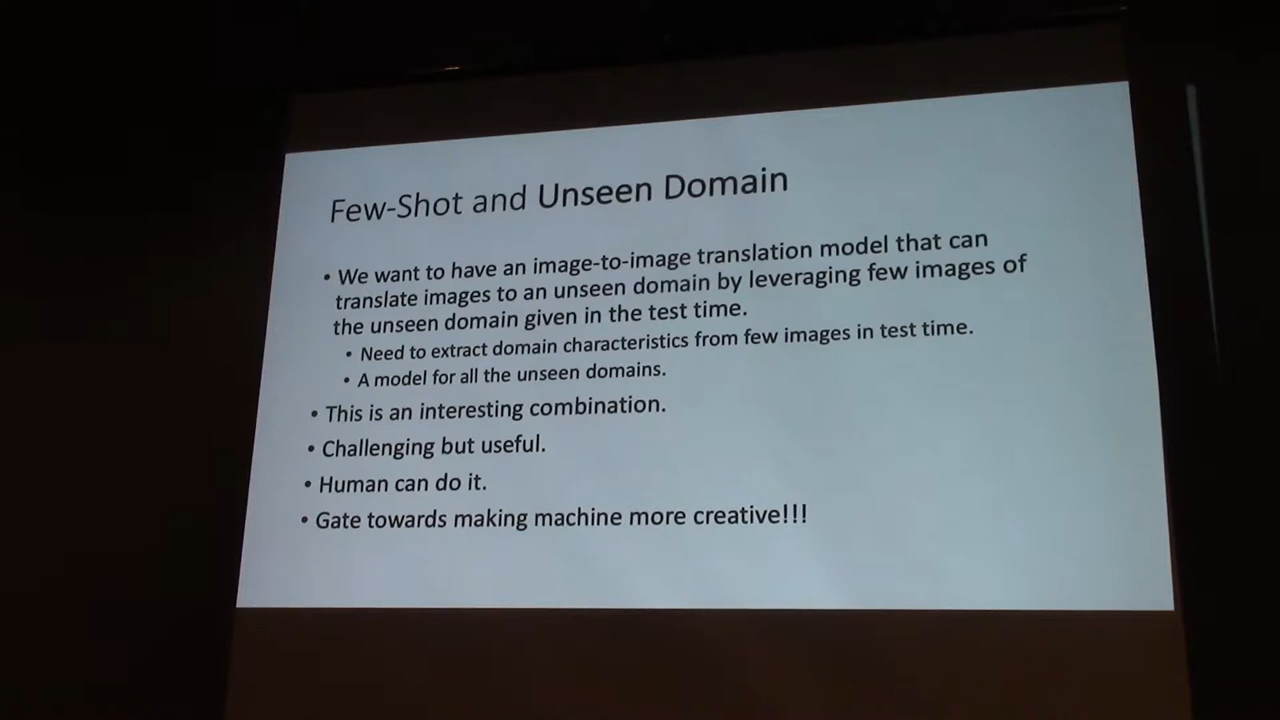 Few-Shot and Unseen Domain
• We want to have an image-to-image translation model that can
translate images to an unseen domain by leveraging few images of
the unseen domain given in the test time.
• Need to extract domain characteristics from few images in test time.
• A model for all the unseen domains.
• This is an interesting combination.
• Challenging but useful.
• Human can do it.
• Gate towards making machine more creative!!!